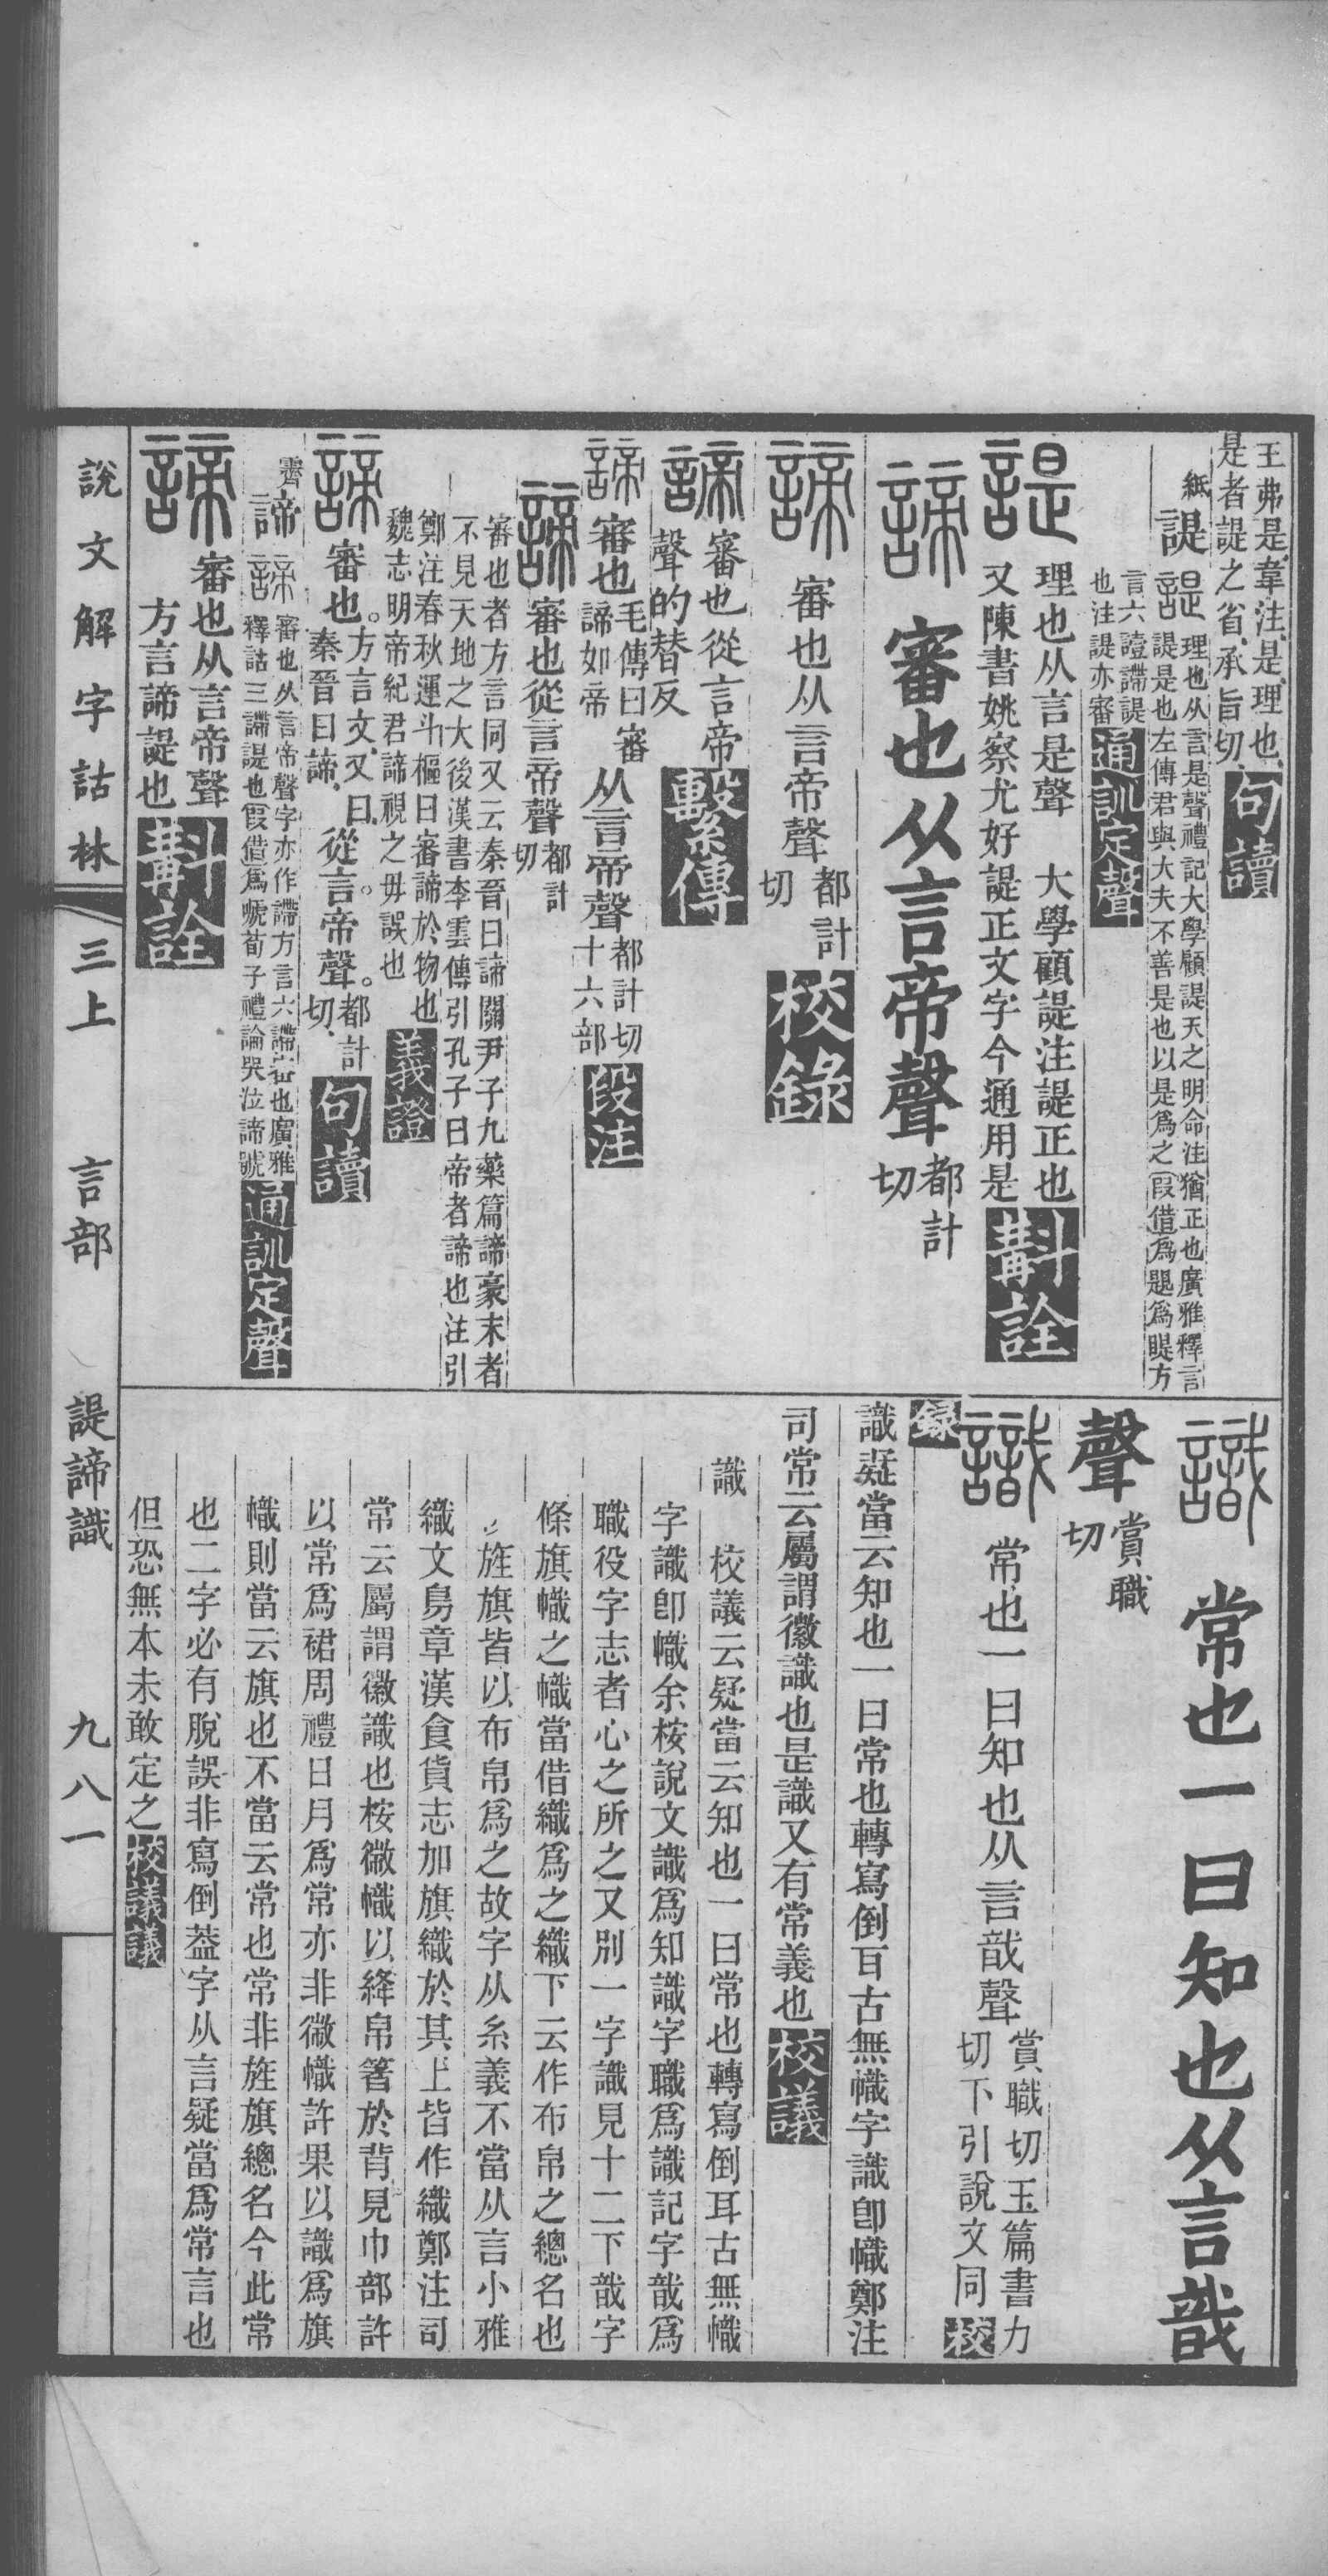 王弗是、韋注、是、理也、
是者諟之省、承旨切、句讀
紙
諟 諟 理也从言是聲禮記大學顧諟天之明命注猶正也廣雅釋言
諟是也左傳君與大夫不善是也以是爲之叚借爲題爲睼方
言六諟諦諟
也注諟亦審 通訓定聲
諟 理也从言是聲 大學顧諟注諟正也
又陳書姚察尤好諟正文字今通用是 斠詮
諦 審也从言帝聲 都計
切
諦 審也从言帝聲 都計
切 校錄
諦 審也從言帝
聲的替反 繫傳
諦 審也 毛傳曰審
諦如帝 从言帝聲 都計切
十六部 段注
諦 審也從言帝聲 都計
切
審也者方言同又云秦晉曰諦關尹子九藥篇諦豪末者
不見天地之大後漢書李雲傳引孔子曰帝者諦也注引
鄭注春秋運斗樞曰審諦於物也
魏志明帝紀君諦視之毋誤也 義證
諦 審也。方言文、又曰、
秦晉曰諦、 從言。帝聲。都計
切、 句讀
霽
諦 諦 審也从言帝聲字亦作諦方言六諦審也廣雅
釋詁三諦諟也叚借爲嗁荀子禮論哭泣諦號 通訓定聲
諦 審也从言帝聲
方言諦諟也 斠詮
識 常也一曰知也从言戠
聲 賞職
切
識 常也一曰知也从言戠聲 賞職切玉篇書力
切下引說文同 校
錄
識疑當云知也一曰常也轉寫倒耳古無幟字識卽幟鄭注
司常云屬謂徽識也是識又有常義也 校議
識 校議云疑當云知也一曰常也轉寫倒耳古無幟
字識卽幟余桉說文識爲知識字職爲識記字戠爲
職役字志者心之所之又別一字識見十二下戠字
條旗幟之幟當借織爲之織下云作布帛之總名也
旌旗皆以布帛爲之故字从糸義不當从言小雅
織文鳥章漢食貨志加旗織於其上皆作織鄭注司
常云屬謂徽識也桉微幟以絳帛箸於背見巾部許
以常爲裙周禮日月爲常亦非微幟許果以識爲旗
幟則當云旗也不當云常也常非旌旗總名今此常
也二字必有脫誤非寫倒葢字从言疑當爲常言也
但恐無本未敢定之 校議議
說文解字詁林 三上 言部 諟諦識 九八一